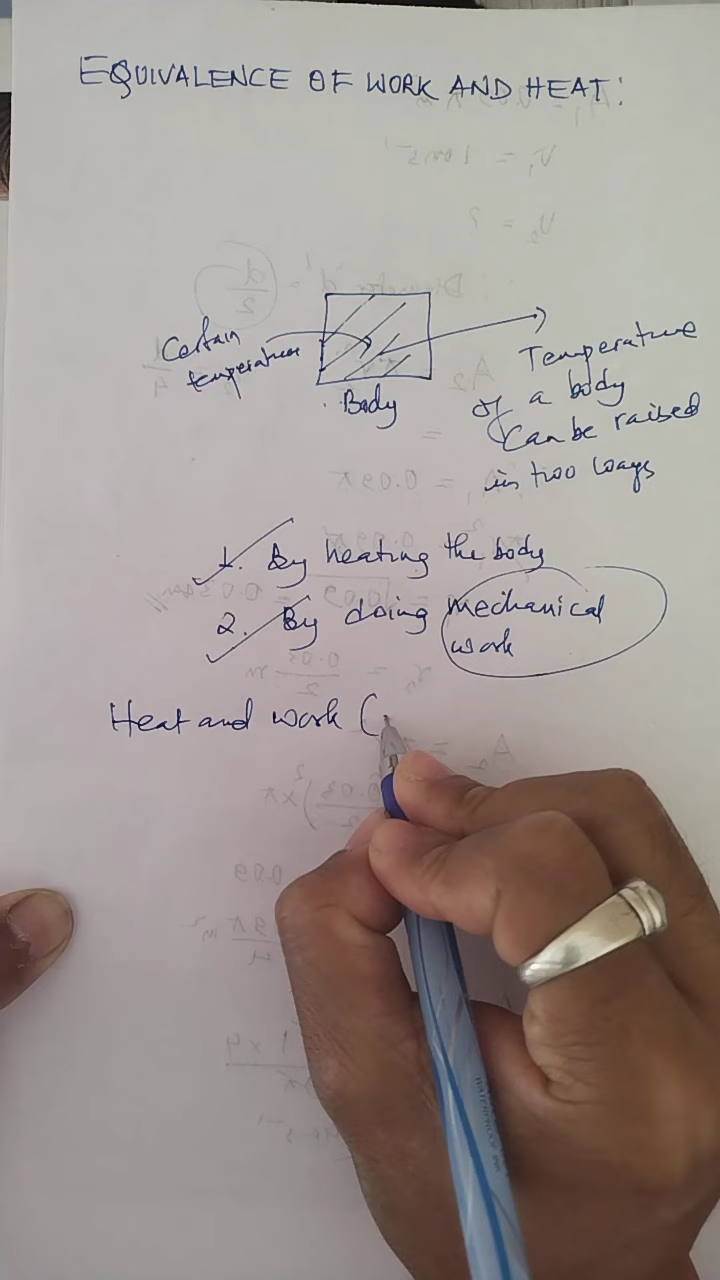 EQUIVALENCE OF WORK AND HEAT:
Certain
temperature
Body
Temperature
of a body
Can be raised
in two ways
1. By heating the body
2. By doing mechanical
work
Heat and work (